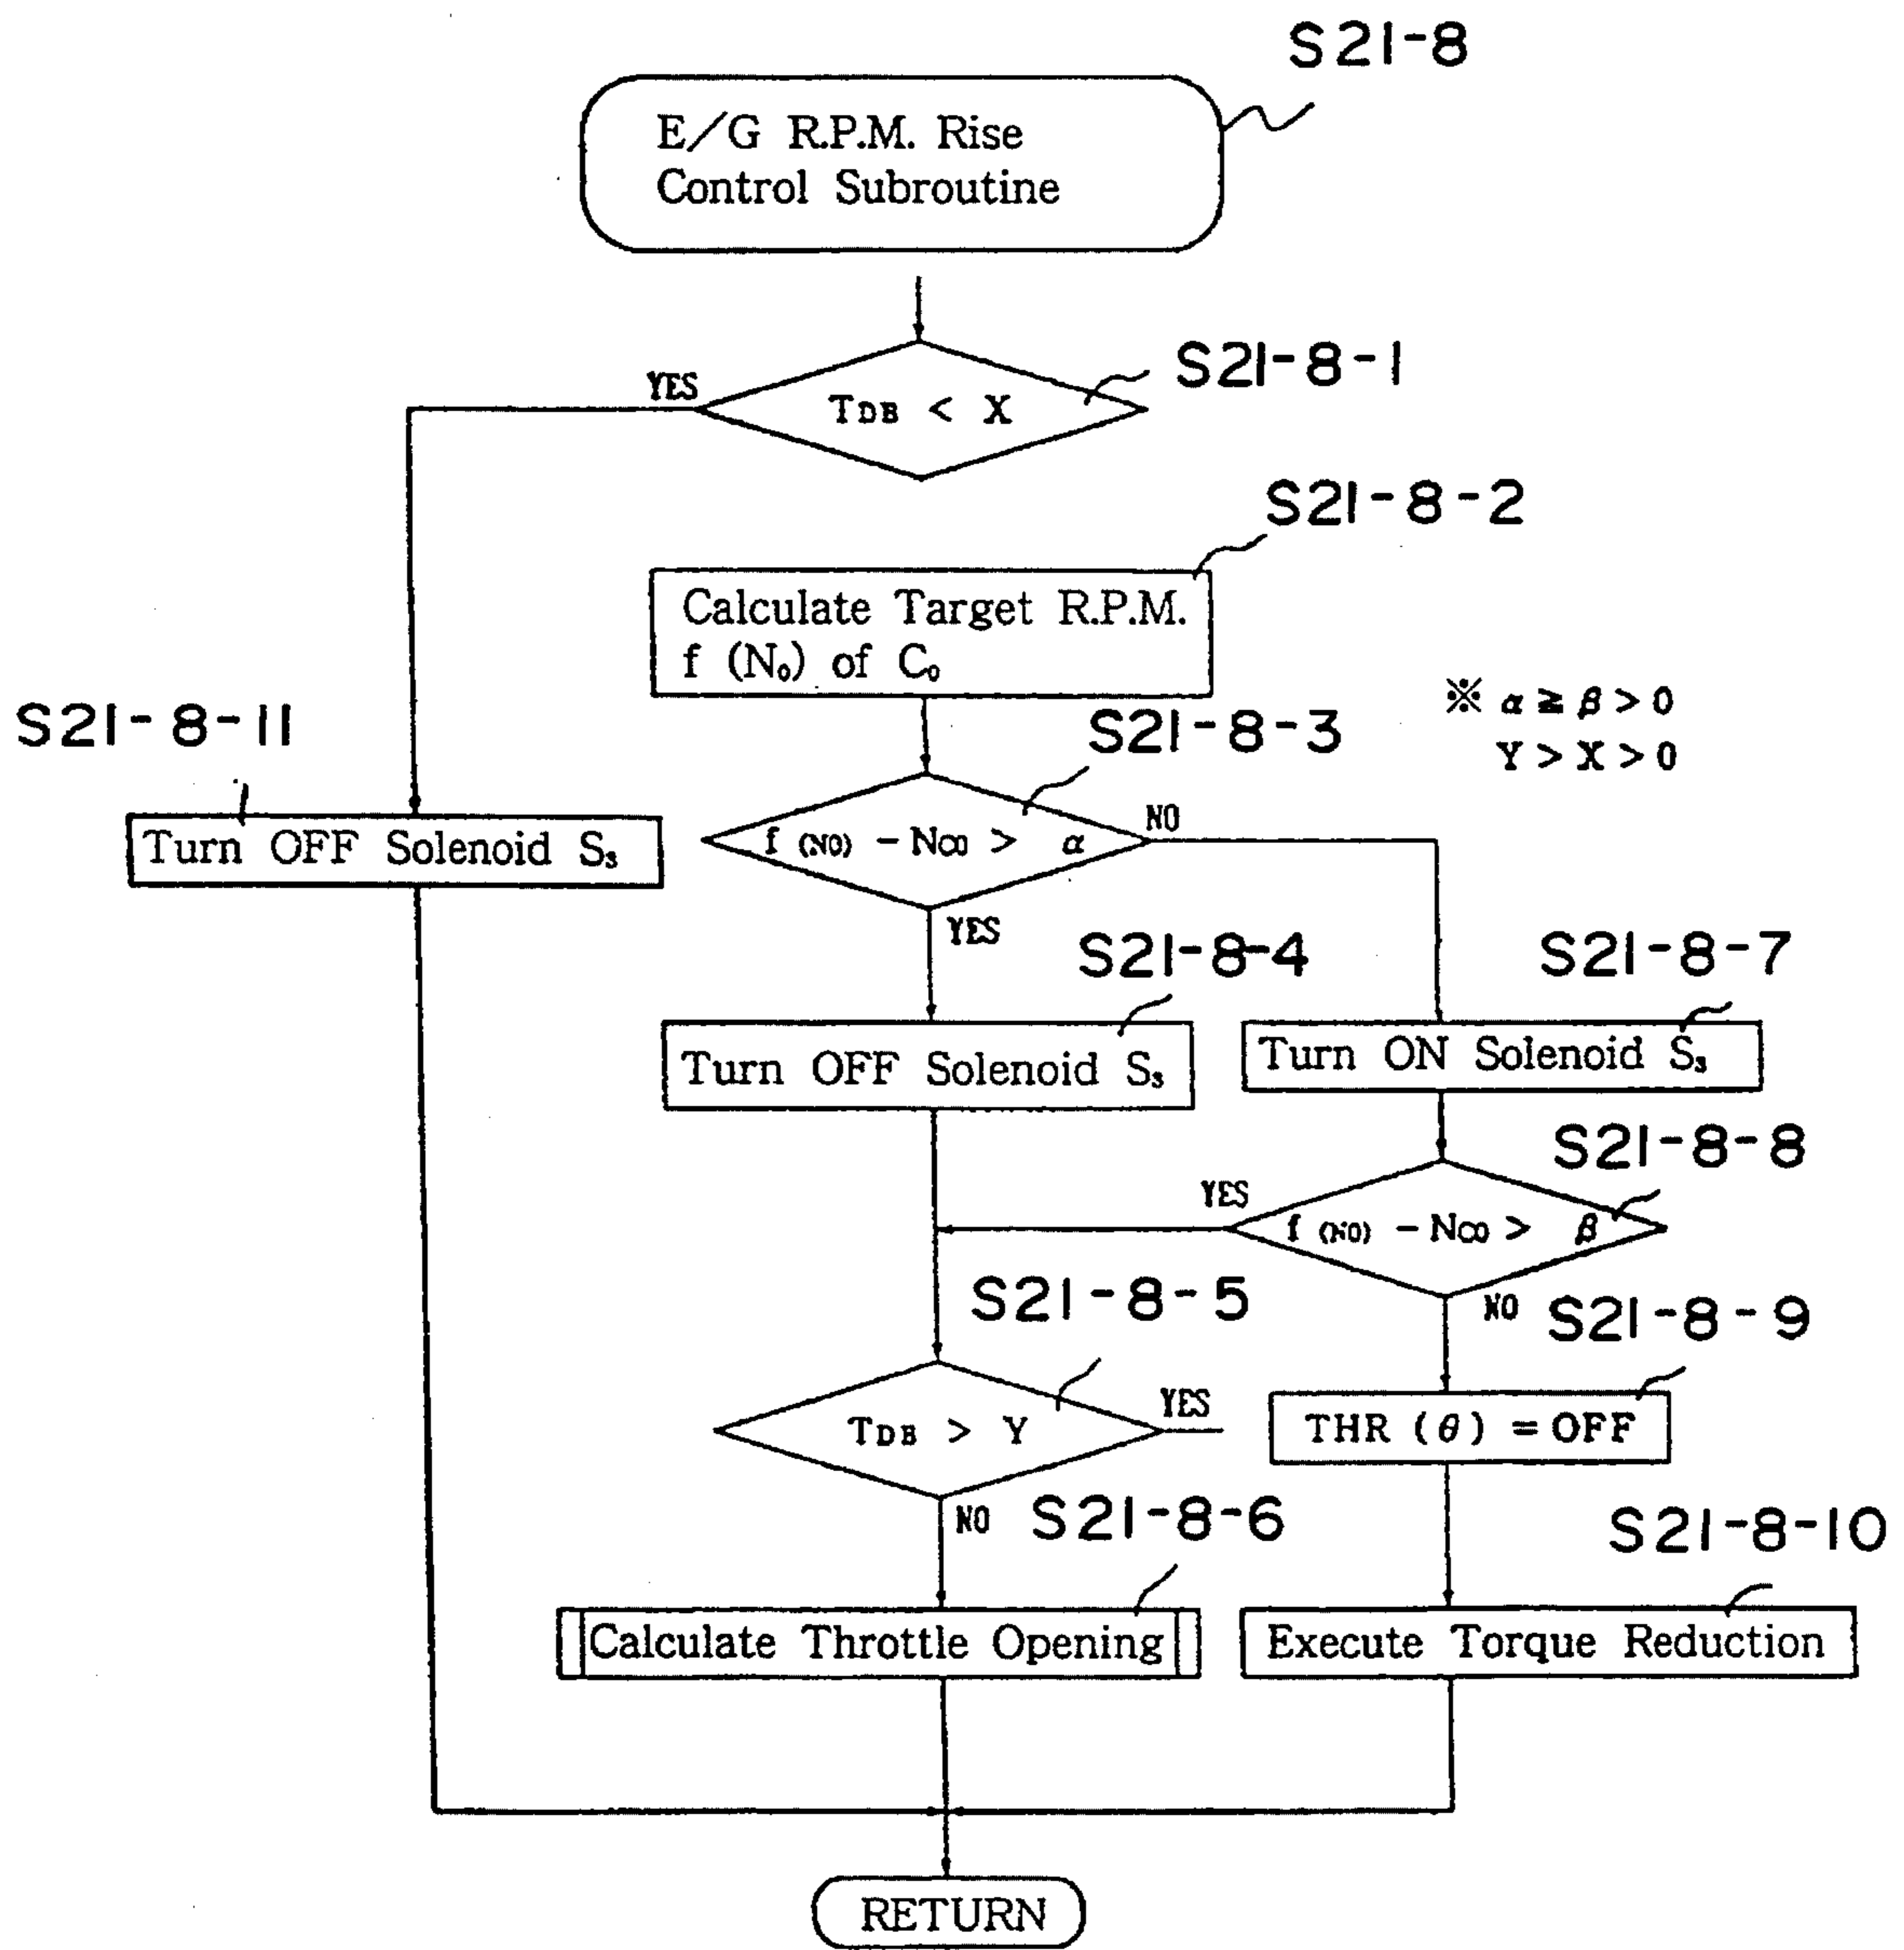 S21-8
E/G R.P.M. Rise
Control Subroutine
S21-8-1
YES
TDB < X
S21-8-2
Calculate Target R.P.M.
f (N₀) of C₀
※ α ≧ β > 0
Y > X > 0
S21-8-11
S21-8-3
Turn OFF Solenoid S₃
f (N0) - NC0 > α
NO
YES
S21-8-4
S21-8-7
Turn OFF Solenoid S₃
Turn ON Solenoid S₃
S21-8-8
YES
f (N0) - NC0 > β
S21-8-5
NO
S21-8-9
TDB > Y
YES
THR (θ) = OFF
NO
S21-8-6
S21-8-10
Calculate Throttle Opening
Execute Torque Reduction
RETURN